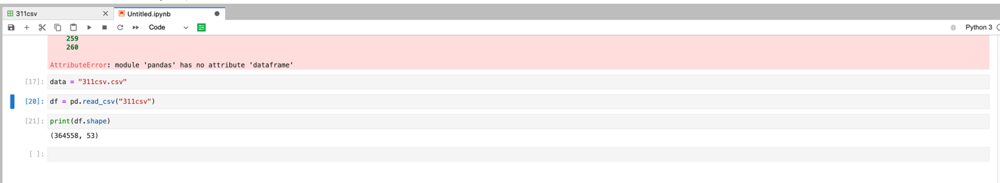 311csv
Untitled.ipynb
Code
Python 3
259
260
AttributeError: module 'pandas' has no attribute 'dataframe'
[17]: data = "311csv.csv"
[20]: df = pd.read_csv("311csv")
[21]: print(df.shape)
(364558, 53)
[ ]: